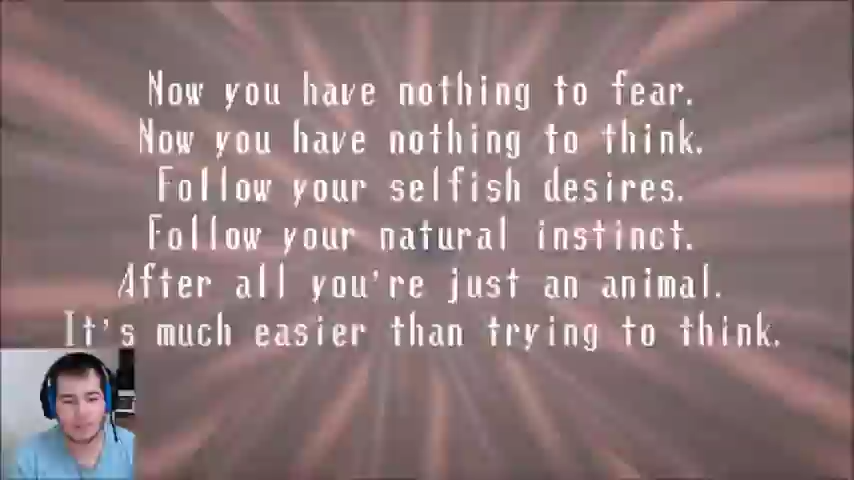 Now you have nothing to fear.
Now you have nothing to think.
Follow your selfish desires.
Follow your natural instinct.
After all you're just an animal.
It's much easier than trying to think.